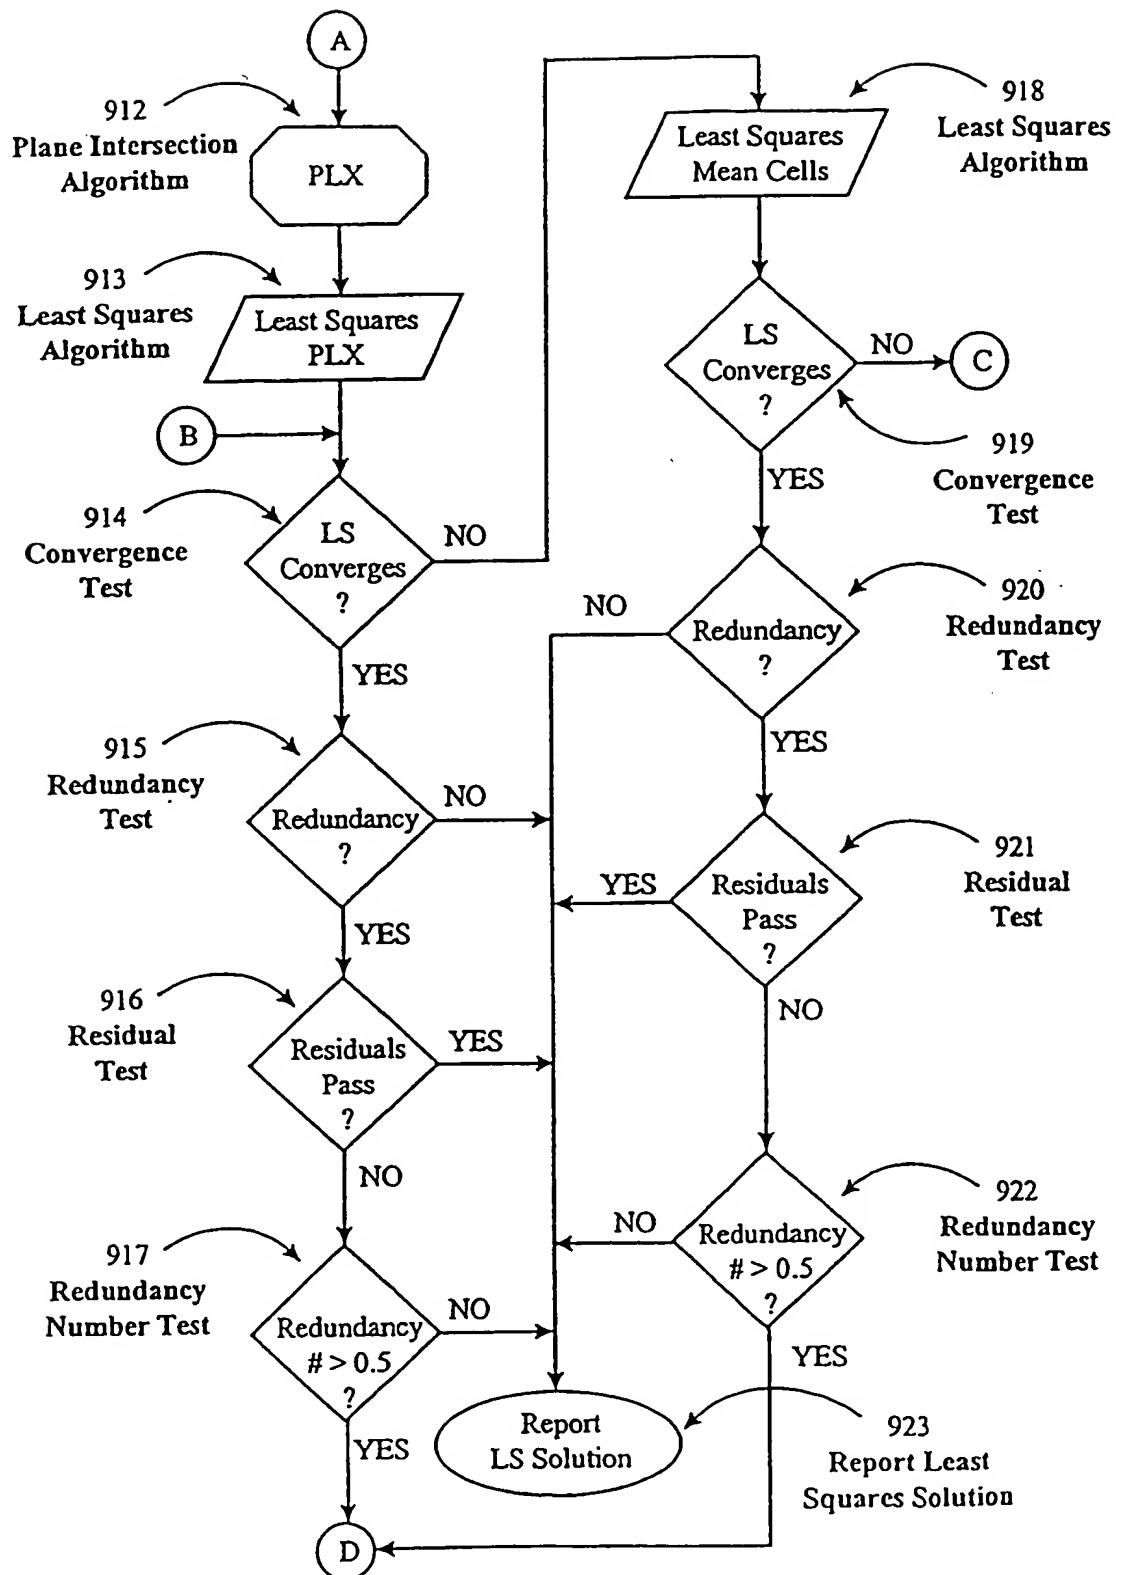 A
912
Plane Intersection
Algorithm
PLX
913
Least Squares
Algorithm
Least Squares
PLX
B
914
Convergence
Test
LS
Converges
?
NO
YES
915
Redundancy
Test
Redundancy
?
NO
YES
916
Residual
Test
Residuals
Pass
?
YES
NO
917
Redundancy
Number Test
Redundancy
# > 0.5
?
NO
YES
D
918
Least Squares
Algorithm
Least Squares
Mean Cells
LS
Converges
?
NO
C
919
Convergence
Test
YES
920
Redundancy
Test
Redundancy
?
NO
YES
921
Residual
Test
Residuals
Pass
?
YES
NO
922
Redundancy
Number Test
Redundancy
# > 0.5
?
NO
YES
Report
LS Solution
923
Report Least
Squares Solution